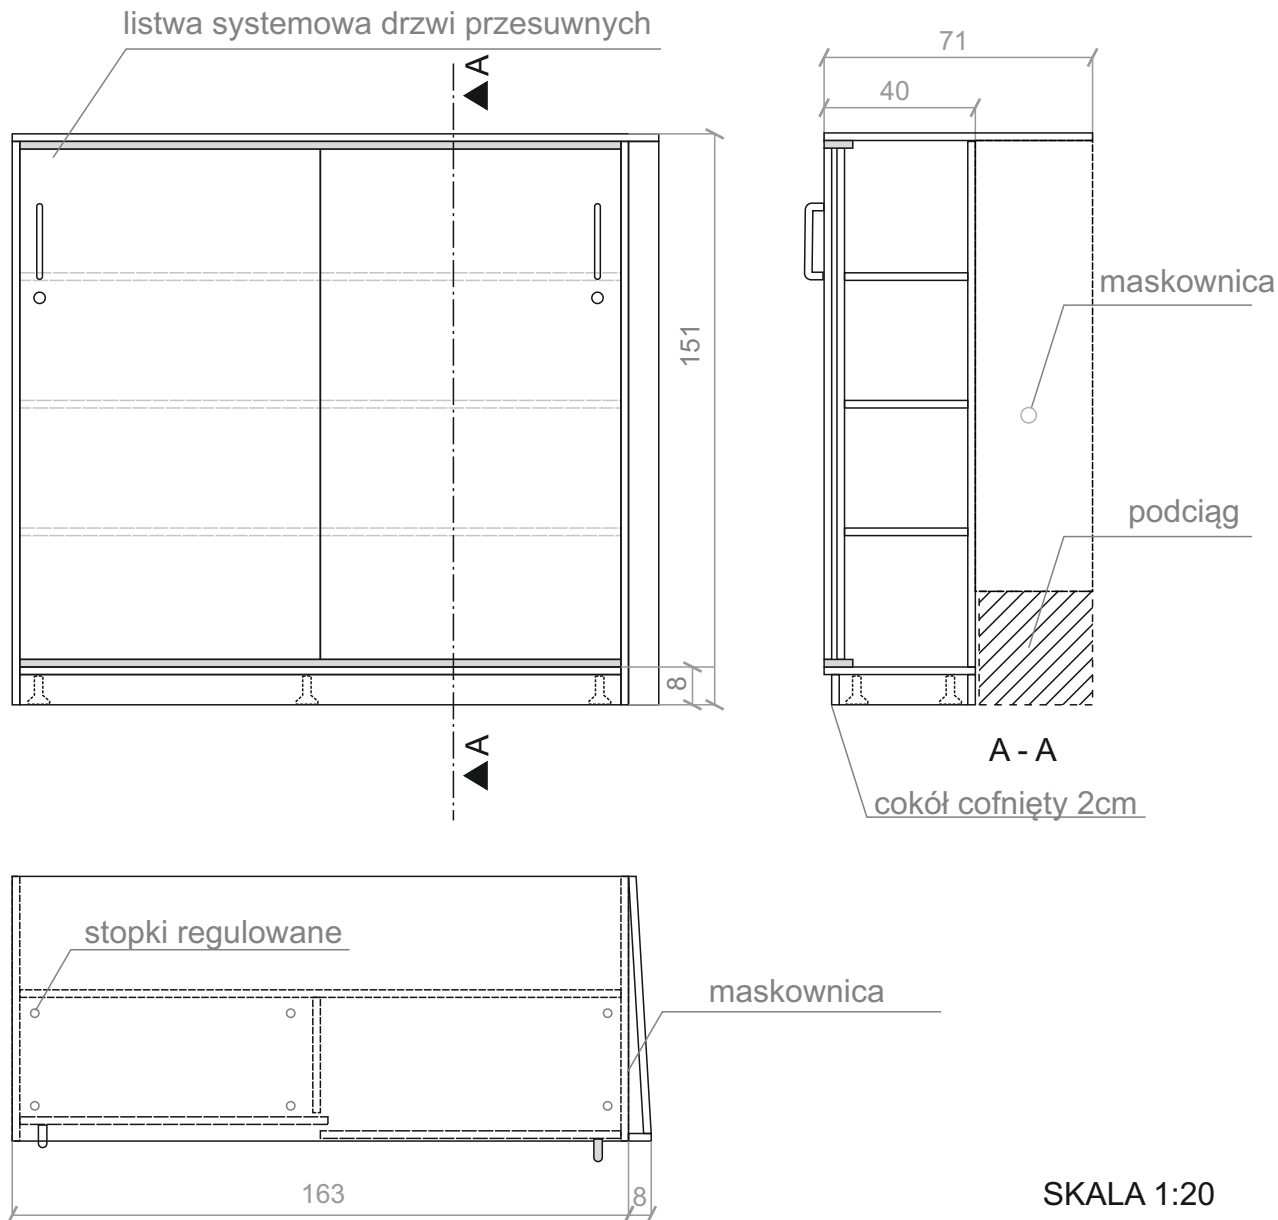 listwa systemowa drzwi przesuwnych
A
71
40
maskownica
151
podciąg
8
A
A - A
cokół cofnięty 2cm
stopki regulowane
maskownica
163
8
SKALA 1:20